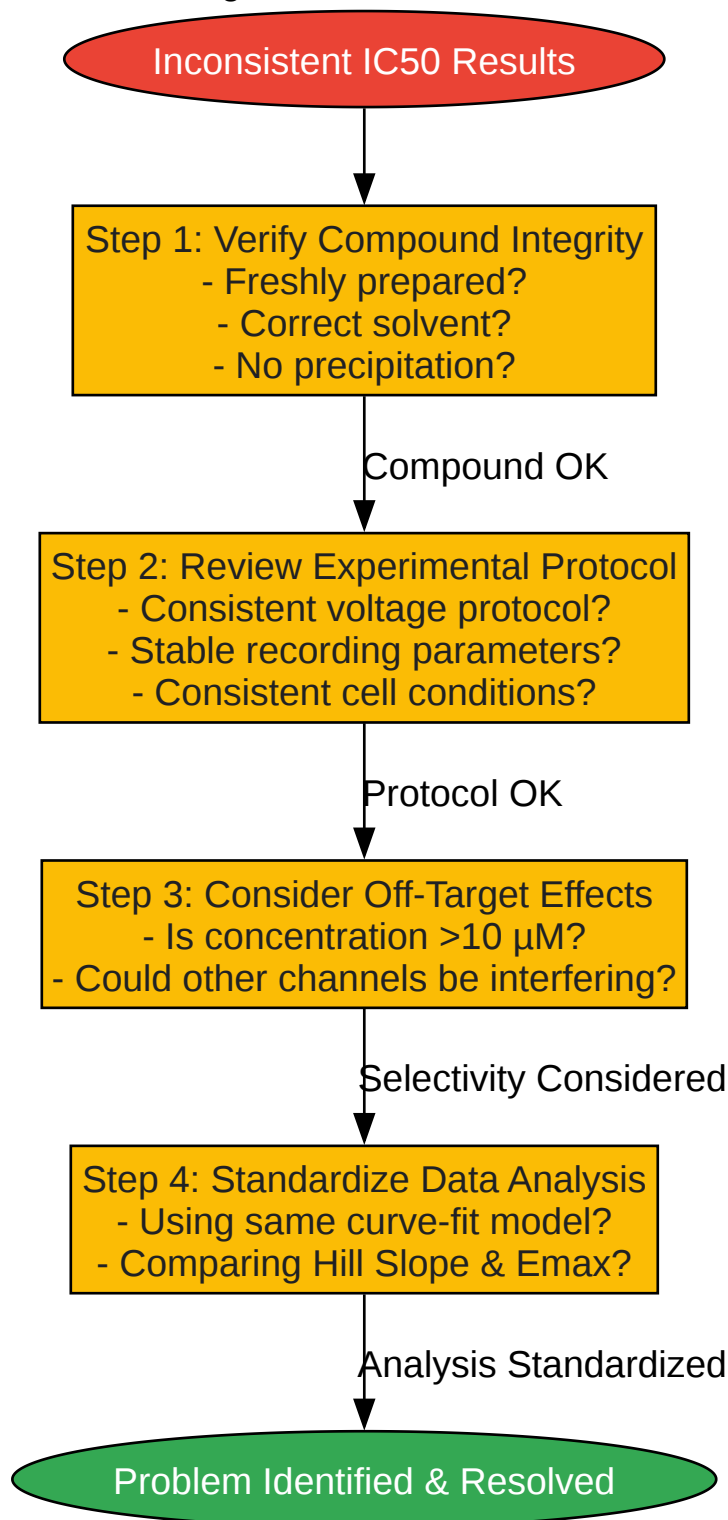 Inconsistent IC50 Results
Step 1: Verify Compound Integrity
- Freshly prepared?
- Correct solvent?
- No precipitation?
Compound OK
Step 2: Review Experimental Protocol
- Consistent voltage protocol?
- Stable recording parameters?
- Consistent cell conditions?
Protocol OK
Step 3: Consider Off-Target Effects
- Is concentration >10 µM?
- Could other channels be interfering?
Selectivity Considered
Step 4: Standardize Data Analysis
- Using same curve-fit model?
- Comparing Hill Slope & Emax?
Analysis Standardized
Problem Identified & Resolved